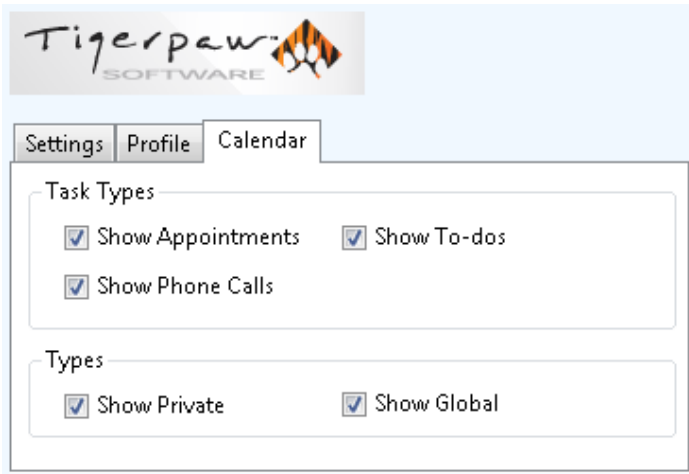 Tigerpaw
SOFTWARE
Settings Profile Calendar
Task Types
Show Appointments Show To-dos
Show Phone Calls
Types
Show Private Show Global